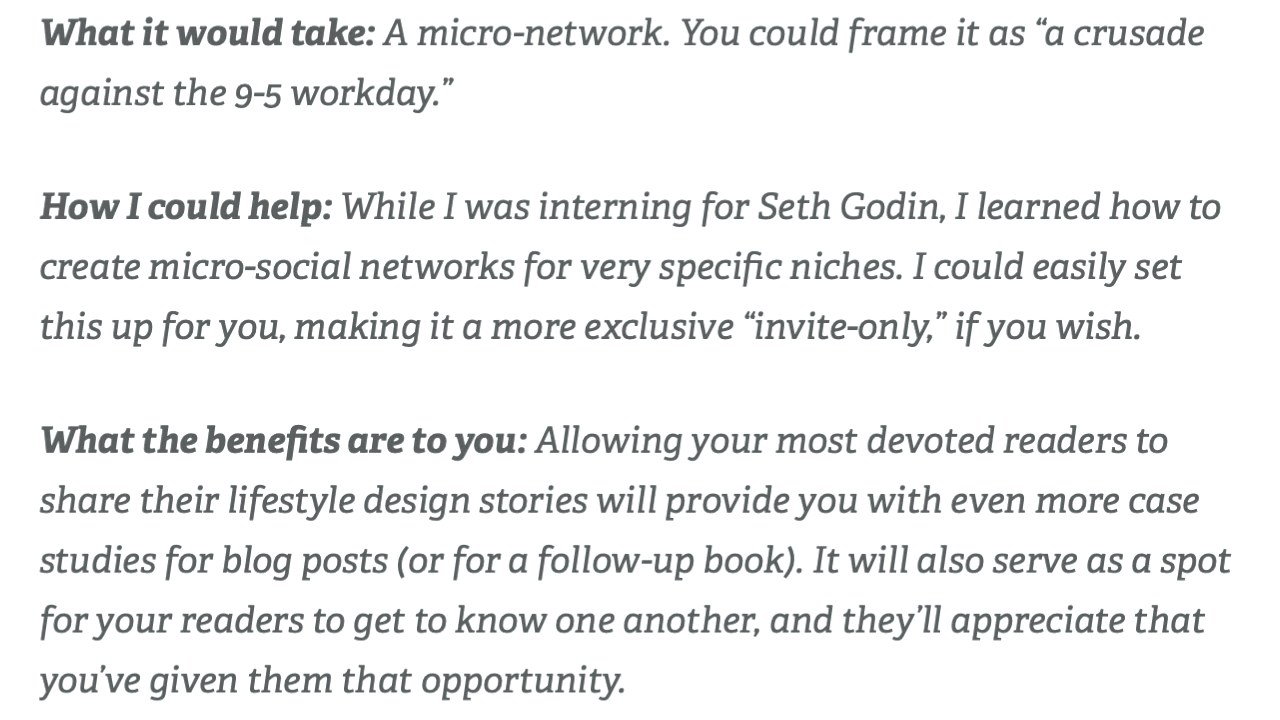 What it would take: A micro-network. You could frame it as “a crusade
against the 9-5 workday.”
How I could help: While I was interning for Seth Godin, I learned how to
create micro-social networks for very specific niches. I could easily set
this up for you, making it a more exclusive “invite-only,” if you wish.
What the benefits are to you: Allowing your most devoted readers to
share their lifestyle design stories will provide you with even more case
studies for blog posts (or for a follow-up book). It will also serve as a spot
for your readers to get to know one another, and they’ll appreciate that
you’ve given them that opportunity.